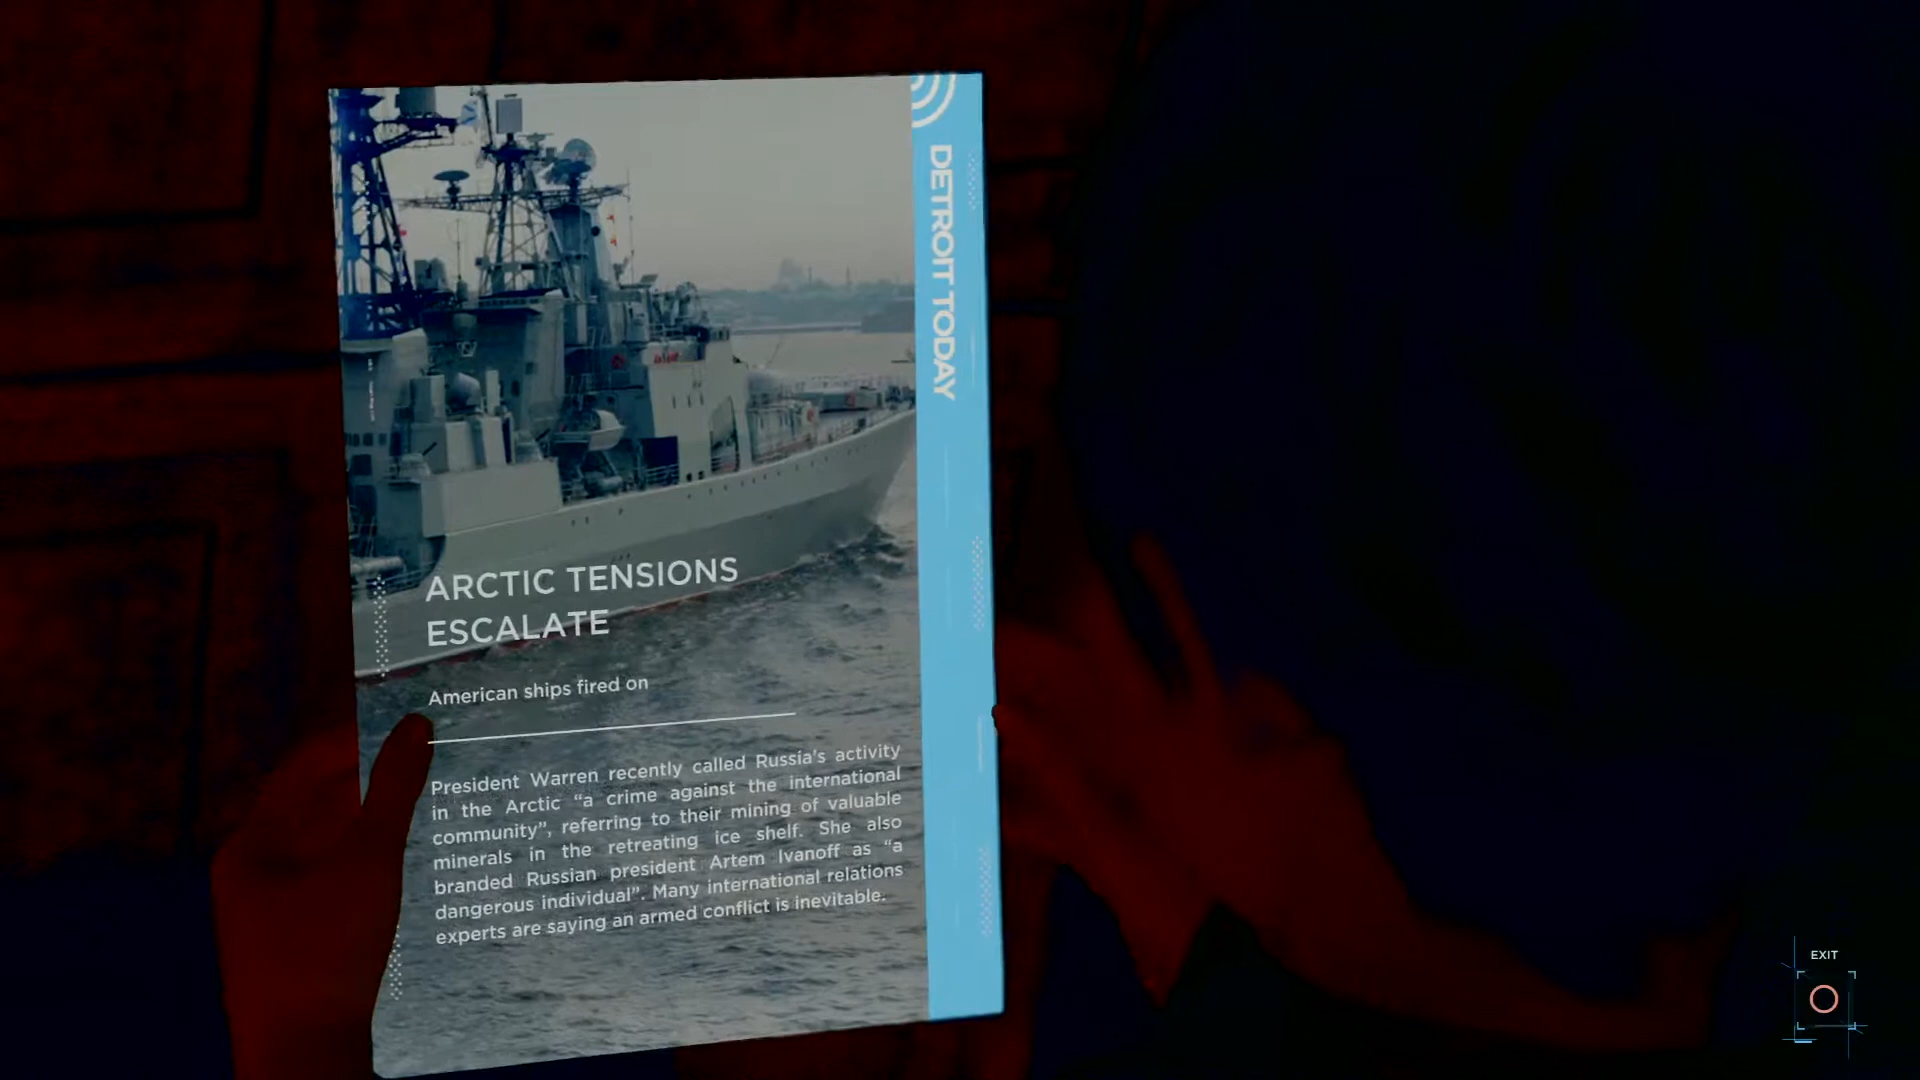 DETROIT TODAY
ARCTIC TENSIONS
ESCALATE
American ships fired on
President Warren recently called Russia's activity
in the Arctic “a crime against the international
community”, referring to their mining of valuable
minerals in the retreating ice shelf. She also
branded Russian president Artem Ivanoff as “a
dangerous individual”. Many international relations
experts are saying an armed conflict is inevitable.
EXIT